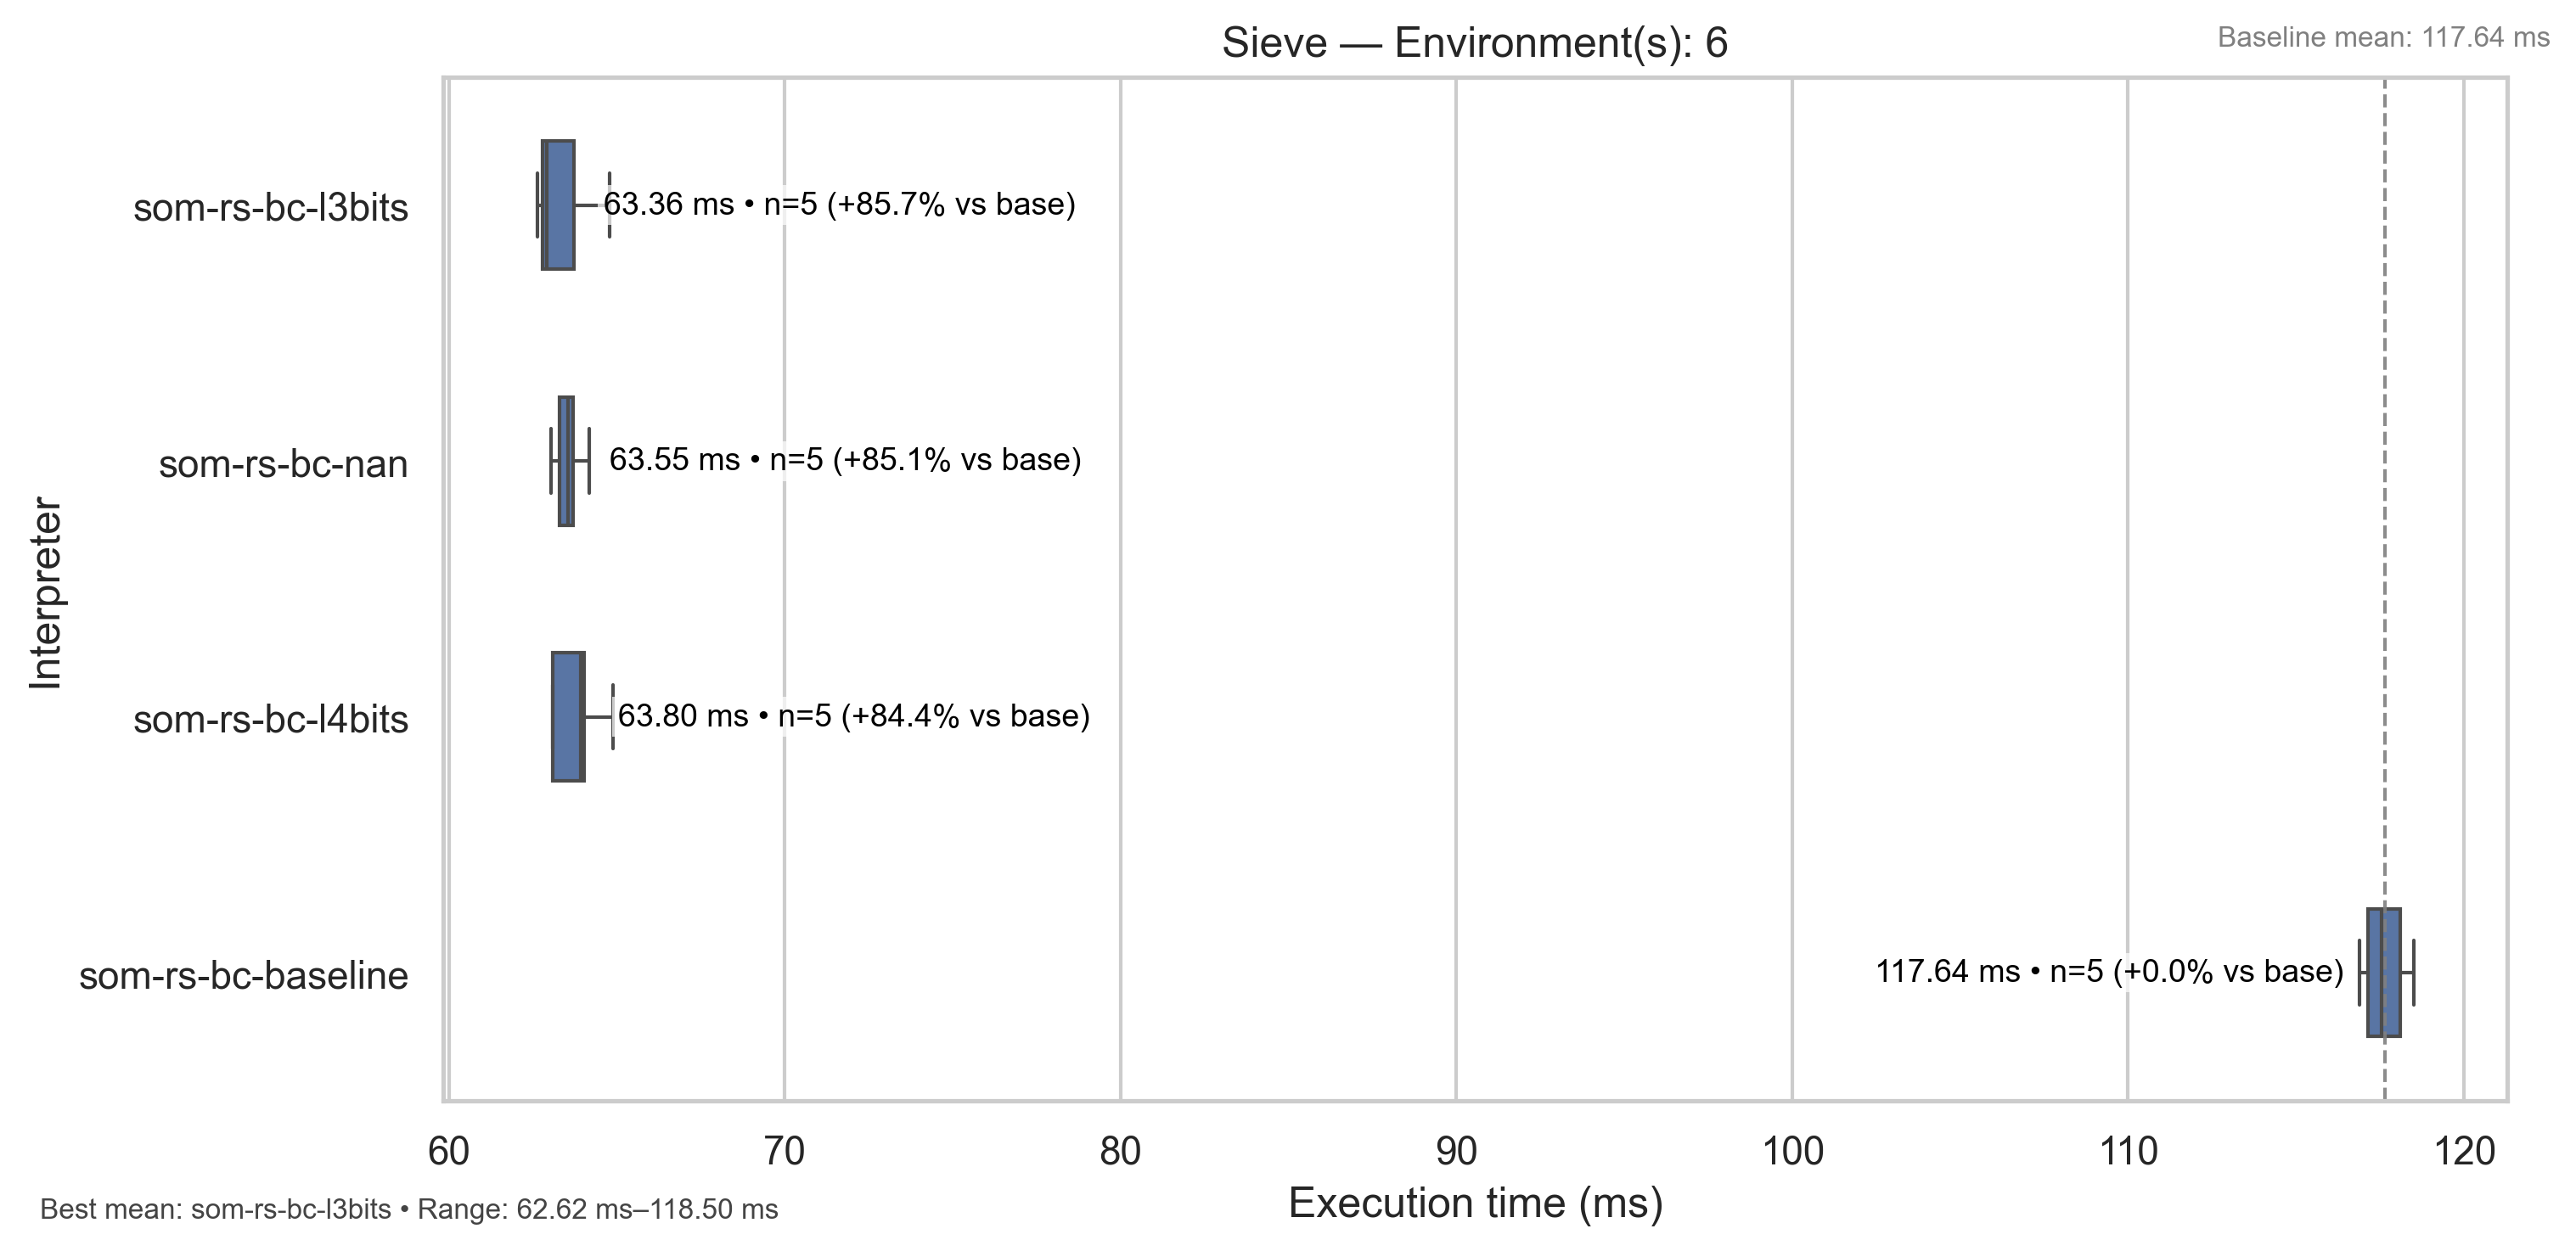 Sieve — Environment(s): 6
Baseline mean: 117.64 ms
Interpreter
som-rs-bc-l3bits
63.36 ms • n=5 (+85.7% vs base)
som-rs-bc-nan
63.55 ms • n=5 (+85.1% vs base)
som-rs-bc-l4bits
63.80 ms • n=5 (+84.4% vs base)
som-rs-bc-baseline
117.64 ms • n=5 (+0.0% vs base)
60 70 80 90 100 110 120
Execution time (ms)
Best mean: som-rs-bc-l3bits • Range: 62.62 ms–118.50 ms